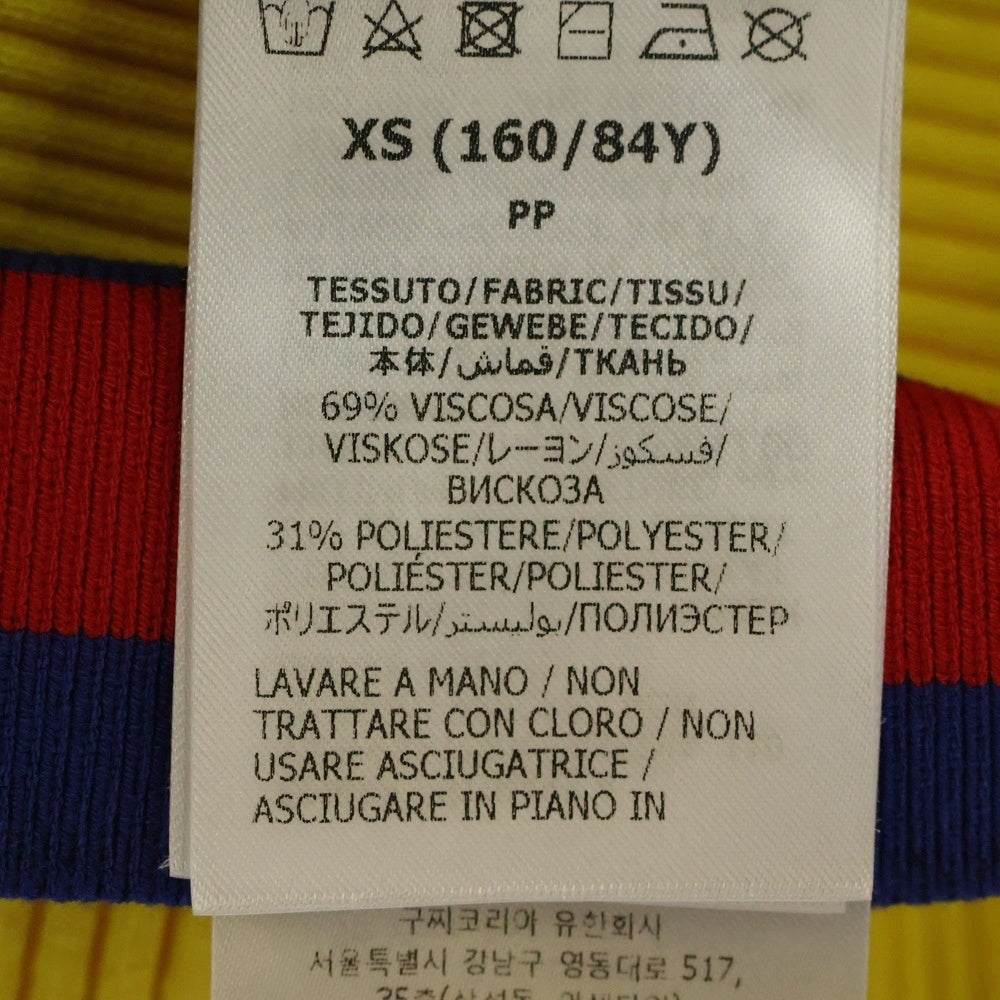 XS (160/84Y)
PP
TESSUTO/FABRIC/TISSU/
TEJIDO/GEWEBE/TECIDO/
本体/قماش/ТКАНЬ
69% VISCOSA/VISCOSE/
VISKOSE/レーヨン/فسكوز/
ВИСКОЗА
31% POLIESTERE/POLYESTER/
POLIÉSTER/POLIESTER/
ポリエステル/بوليستر/ПОЛИЭСТЕР
LAVARE A MANO / NON
TRATTARE CON CLORO / NON
USARE ASCIUGATRICE /
ASCIUGARE IN PIANO IN
구찌코리아 유한회사
서울특별시 강남구 영동대로 517,